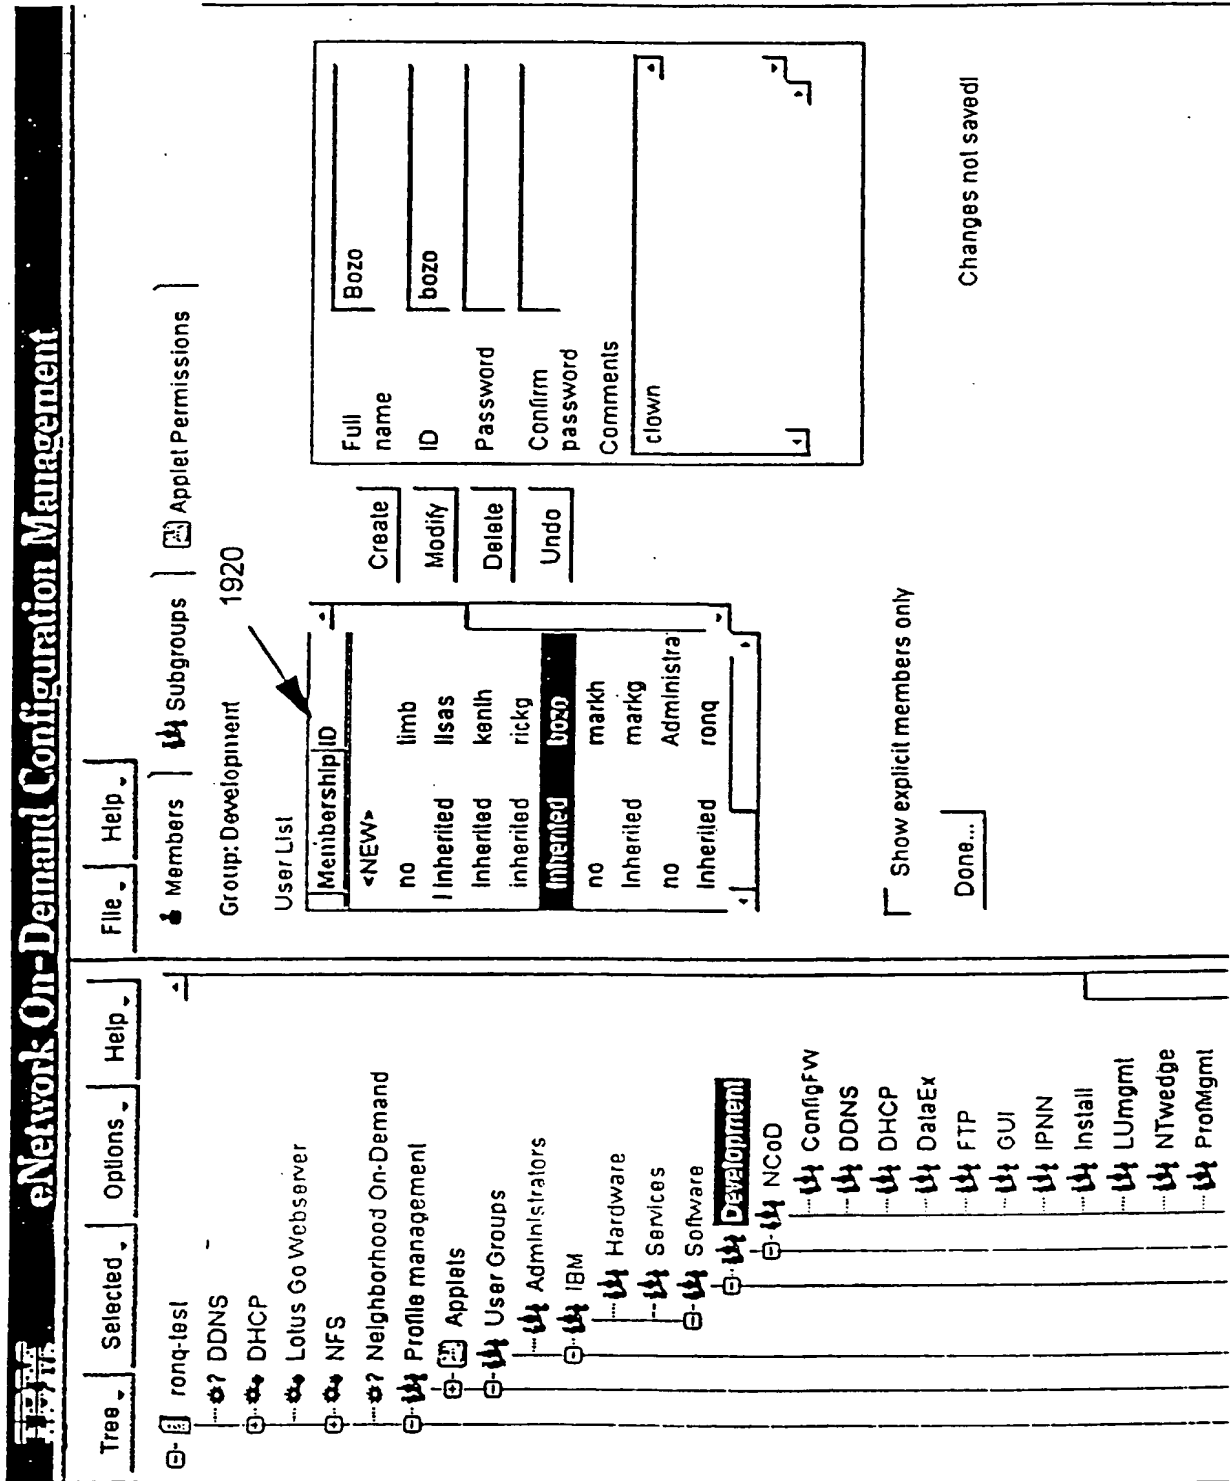 IBM eNetwork On-Demand Configuration Management
Tree Selected Options Help
ronq-test
? DDNS
DHCP
Lotus Go Webserver
NFS
? Neighborhood On-Demand
Profile management
Applets
User Groups
Administrators
IBM
Hardware
Services
Software
Development
NCoD
ConfigFW
DDNS
DHCP
DataEx
FTP
GUI
IPNN
Install
LUmgmt
NTwedge
ProfMgmt
File Help
Members Subgroups Applet Permissions
Group: Development
1920
User List
Membership ID
<NEW>
no timb
Inherited lisas
Inherited kenlh
inherited rickg
Inherited bozo
no markh
Inherited markg
no Administra
Inherited ronq
Create
Modify
Delete
Undo
Full name Bozo
ID bozo
Password
Confirm password
Comments
clown
Show explicit members only
Done...
Changes not saved!